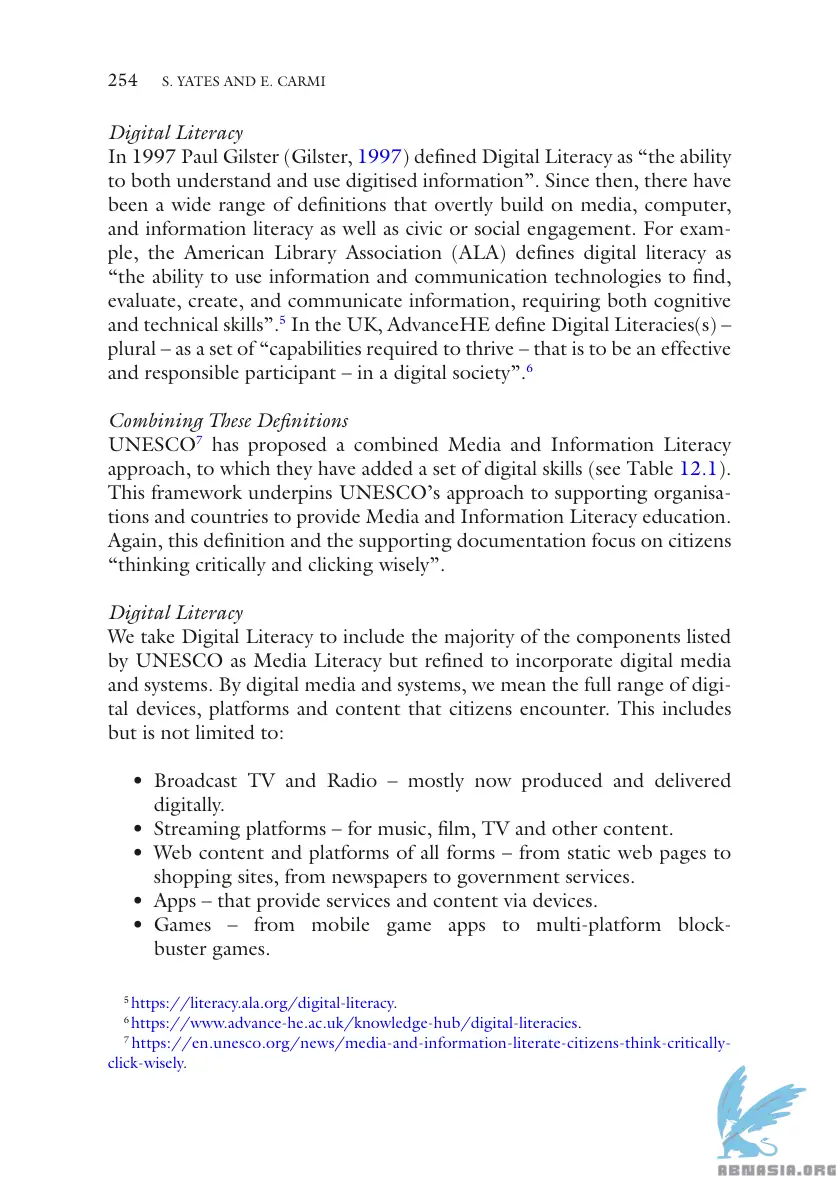 254 S. YATES AND E. CARMI
Digital Literacy
In 1997 Paul Gilster (Gilster, 1997) defined Digital Literacy as “the ability
to both understand and use digitised information”. Since then, there have
been a wide range of definitions that overtly build on media, computer,
and information literacy as well as civic or social engagement. For exam-
ple, the American Library Association (ALA) defines digital literacy as
“the ability to use information and communication technologies to find,
evaluate, create, and communicate information, requiring both cognitive
and technical skills”.⁵ In the UK, AdvanceHE define Digital Literacies(s) –
plural – as a set of “capabilities required to thrive – that is to be an effective
and responsible participant – in a digital society”.⁶
Combining These Definitions
UNESCO⁷ has proposed a combined Media and Information Literacy
approach, to which they have added a set of digital skills (see Table 12.1).
This framework underpins UNESCO’s approach to supporting organisa-
tions and countries to provide Media and Information Literacy education.
Again, this definition and the supporting documentation focus on citizens
“thinking critically and clicking wisely”.
Digital Literacy
We take Digital Literacy to include the majority of the components listed
by UNESCO as Media Literacy but refined to incorporate digital media
and systems. By digital media and systems, we mean the full range of digi-
tal devices, platforms and content that citizens encounter. This includes
but is not limited to:
• Broadcast TV and Radio – mostly now produced and delivered
digitally.
• Streaming platforms – for music, film, TV and other content.
• Web content and platforms of all forms – from static web pages to
shopping sites, from newspapers to government services.
• Apps – that provide services and content via devices.
• Games – from mobile game apps to multi-platform block-
buster games.
⁵ https://literacy.ala.org/digital-literacy.
⁶ https://www.advance-he.ac.uk/knowledge-hub/digital-literacies.
⁷ https://en.unesco.org/news/media-and-information-literate-citizens-think-critically-
click-wisely.
ABNASIA.ORG